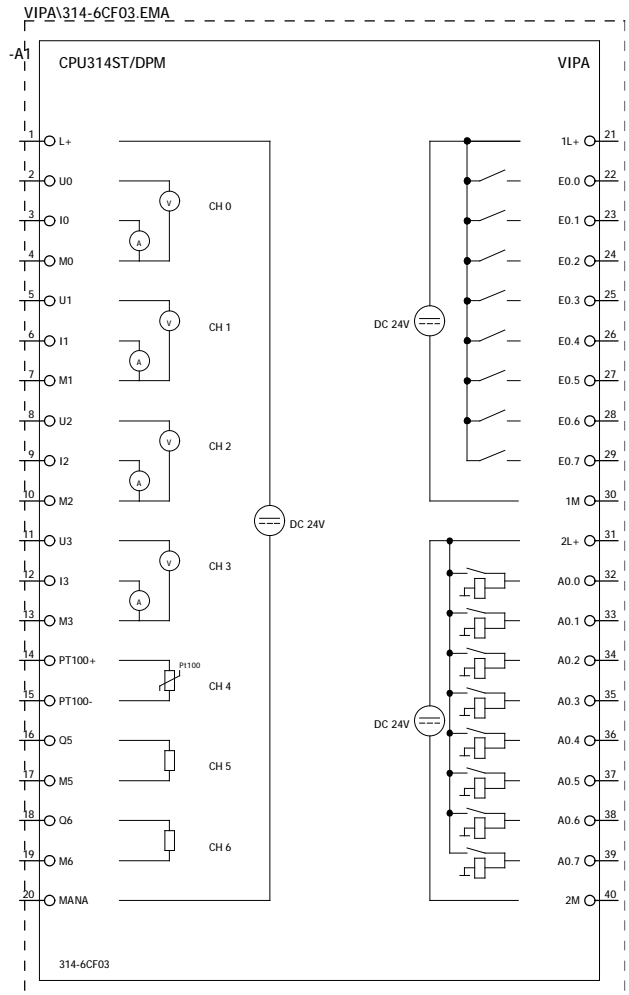 VIPA\314-6CF03.EMA
-A1
CPU314ST/DPM VIPA
1 L+
2 U0
3 I0
4 M0
CH 0
5 U1
6 I1
7 M1
CH 1
8 U2
9 I2
10 M2
CH 2
11 U3
12 I3
13 M3
CH 3
14 PT100+
15 PT100-
Pt100
CH 4
16 Q5
17 M5
CH 5
18 Q6
19 M6
CH 6
20 MANA
V
A
V
A
V
A
V
A
DC 24V
DC 24V
1L+ 21
E0.0 22
E0.1 23
E0.2 24
E0.3 25
E0.4 26
E0.5 27
E0.6 28
E0.7 29
1M 30
DC 24V
2L+ 31
A0.0 32
A0.1 33
A0.2 34
A0.3 35
A0.4 36
A0.5 37
A0.6 38
A0.7 39
2M 40
314-6CF03